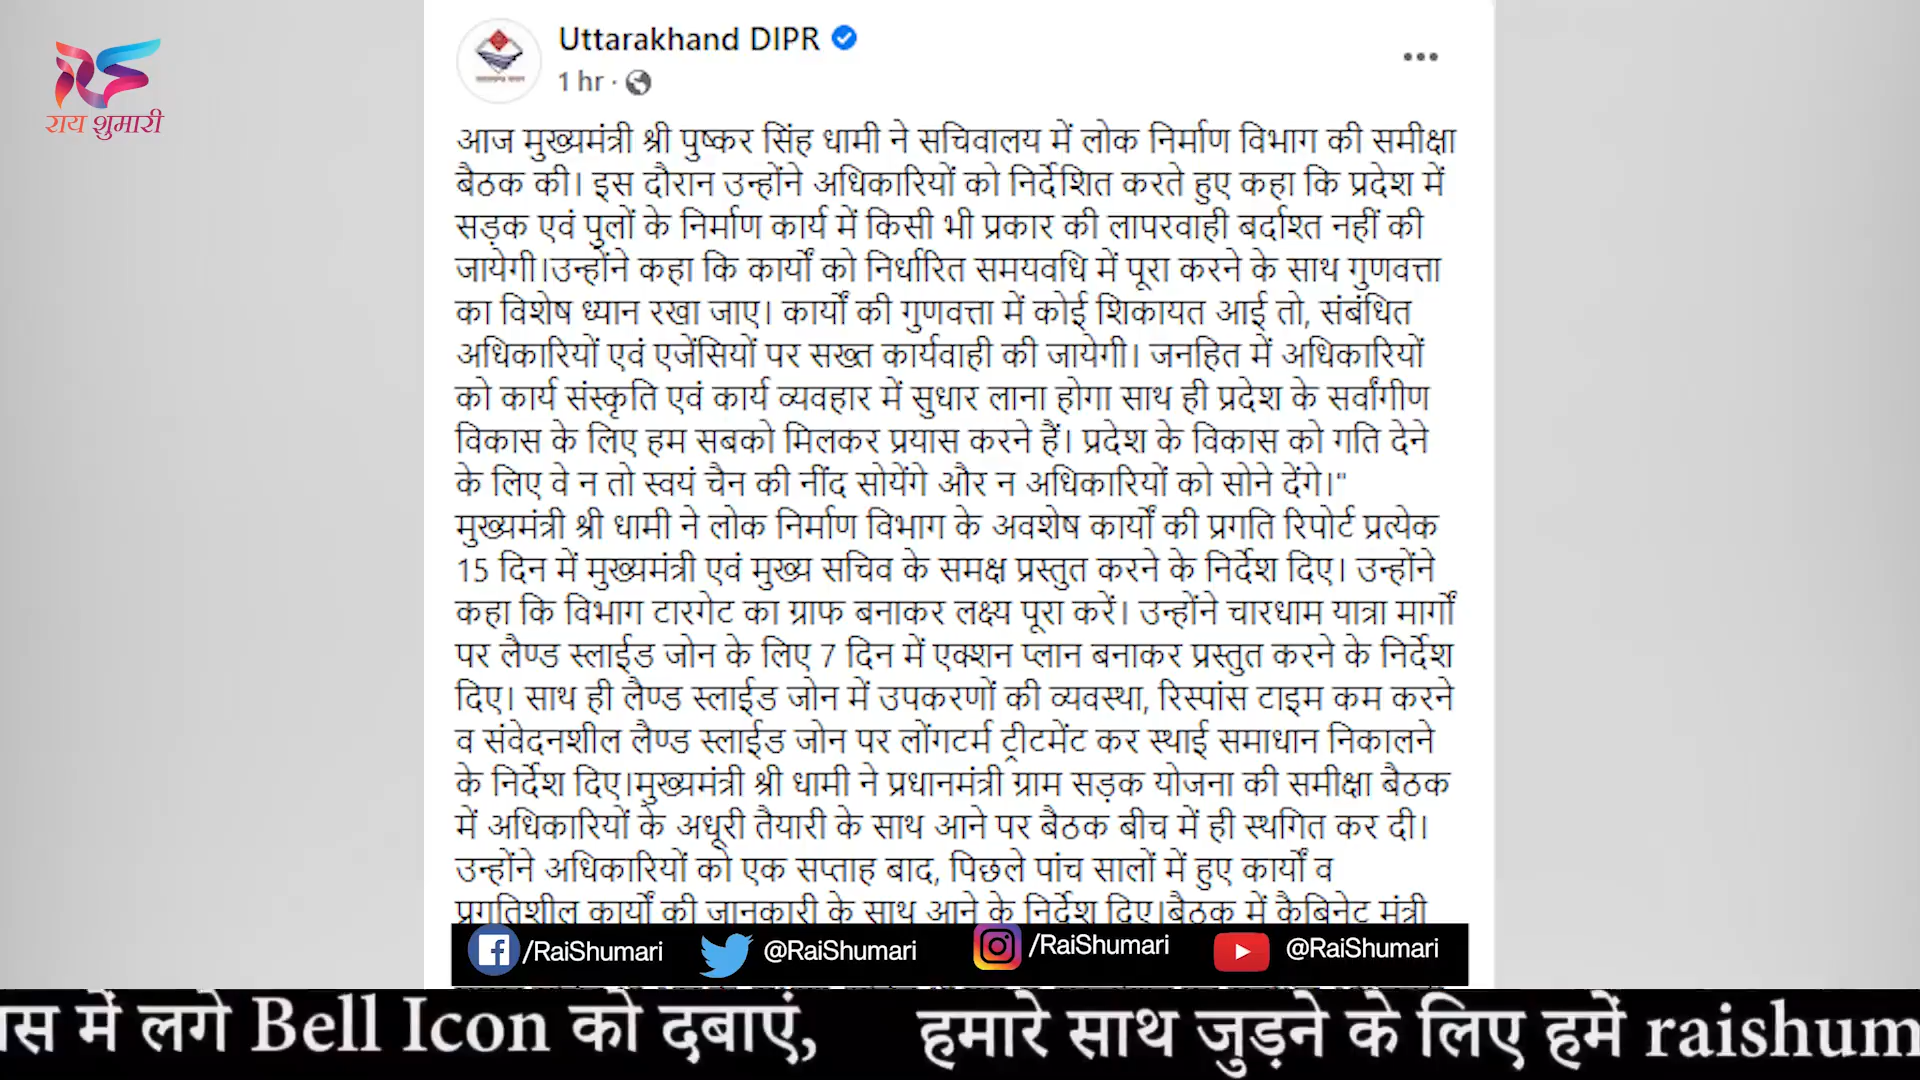 राय शुमारी
Uttarakhand DIPR
1 hr ·
आज मुख्यमंत्री श्री पुष्कर सिंह धामी ने सचिवालय में लोक निर्माण विभाग की समीक्षा
बैठक की। इस दौरान उन्होंने अधिकारियों को निर्देशित करते हुए कहा कि प्रदेश में
सड़क एवं पुलों के निर्माण कार्य में किसी भी प्रकार की लापरवाही बर्दाश्त नहीं की
जायेगी।उन्होंने कहा कि कार्यों को निर्धारित समयवधि में पूरा करने के साथ गुणवत्ता
का विशेष ध्यान रखा जाए। कार्यों की गुणवत्ता में कोई शिकायत आई तो, संबंधित
अधिकारियों एवं एजेंसियों पर सख्त कार्यवाही की जायेगी। जनहित में अधिकारियों
को कार्य संस्कृति एवं कार्य व्यवहार में सुधार लाना होगा साथ ही प्रदेश के सर्वांगीण
विकास के लिए हम सबको मिलकर प्रयास करने हैं। प्रदेश के विकास को गति देने
के लिए वे न तो स्वयं चैन की नींद सोयेंगे और न अधिकारियों को सोने देंगे।"
मुख्यमंत्री श्री धामी ने लोक निर्माण विभाग के अवशेष कार्यों की प्रगति रिपोर्ट प्रत्येक
15 दिन में मुख्यमंत्री एवं मुख्य सचिव के समक्ष प्रस्तुत करने के निर्देश दिए। उन्होंने
कहा कि विभाग टारगेट का ग्राफ बनाकर लक्ष्य पूरा करें। उन्होंने चारधाम यात्रा मार्गों
पर लैण्ड स्लाईड जोन के लिए 7 दिन में एक्शन प्लान बनाकर प्रस्तुत करने के निर्देश
दिए। साथ ही लैण्ड स्लाईड जोन में उपकरणों की व्यवस्था, रिस्पांस टाइम कम करने
व संवेदनशील लैण्ड स्लाईड जोन पर लोंगटर्म ट्रीटमेंट कर स्थाई समाधान निकालने
के निर्देश दिए।मुख्यमंत्री श्री धामी ने प्रधानमंत्री ग्राम सड़क योजना की समीक्षा बैठक
में अधिकारियों के अधूरी तैयारी के साथ आने पर बैठक बीच में ही स्थगित कर दी।
उन्होंने अधिकारियों को एक सप्ताह बाद, पिछले पांच सालों में हुए कार्यों व
प्रगतिशील कार्यों की जानकारी के साथ आने के निर्देश दिए।बैठक में कैबिनेट मंत्री
/RaiShumari @RaiShumari /RaiShumari @RaiShumari
स में लगे Bell Icon को दबाएं, हमारे साथ जुड़ने के लिए हमें raishum